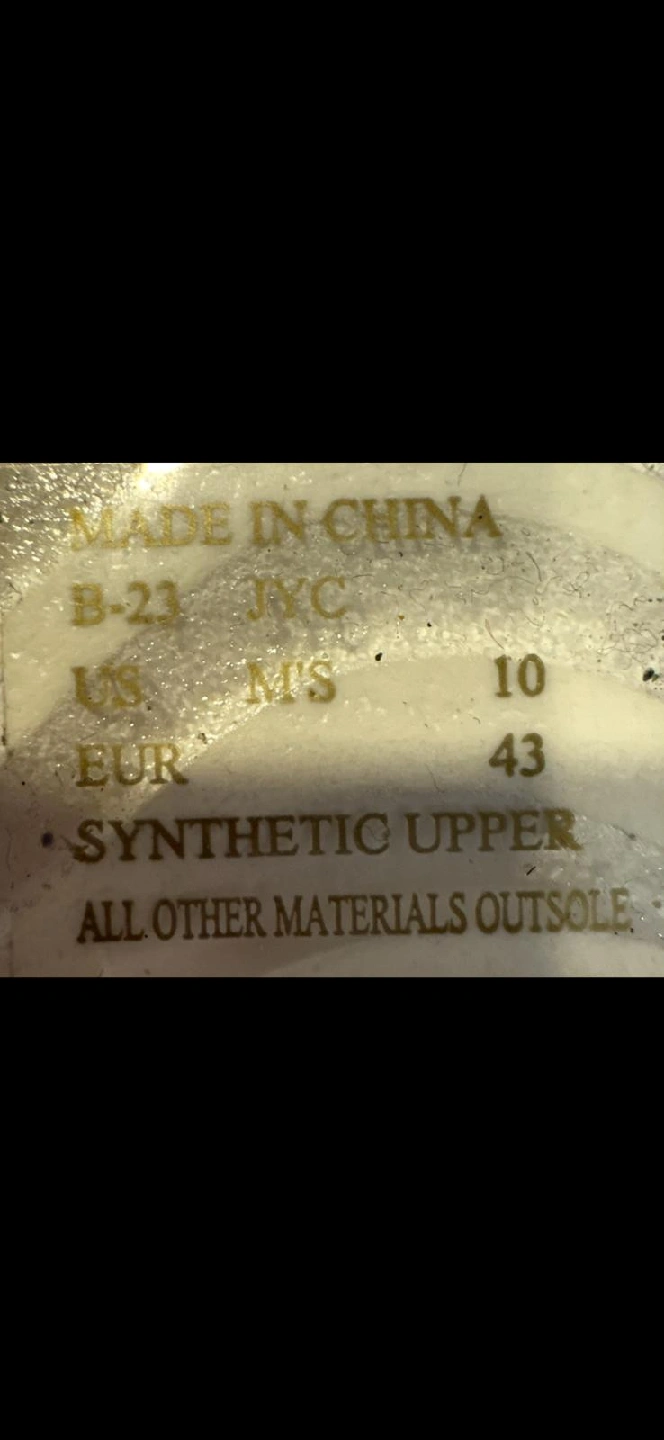 MADE IN CHINA
B-23 JYC
US M'S 10
EUR 43
SYNTHETIC UPPER
ALL OTHER MATERIALS OUTSOLE